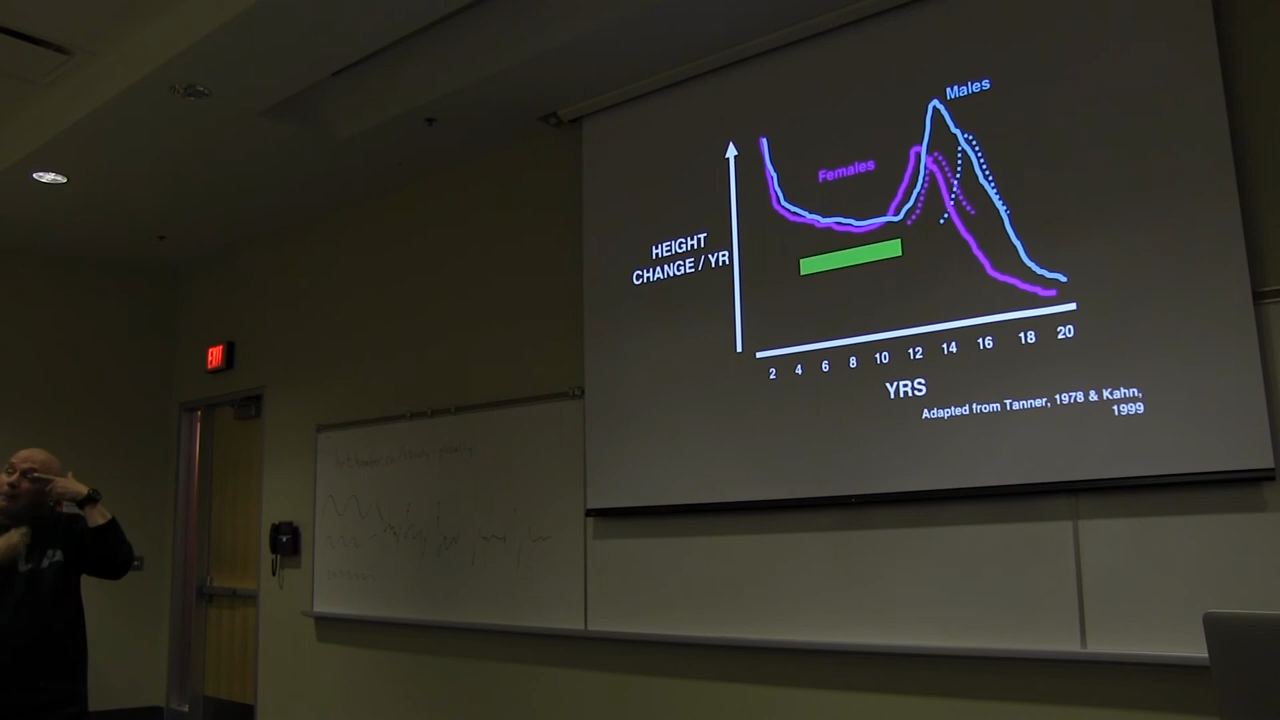 Males
Females
HEIGHT
CHANGE / YR
2 4 6 8 10 12 14 16 18 20
YRS
Adapted from Tanner, 1978 & Kahn,
1999
EXIT